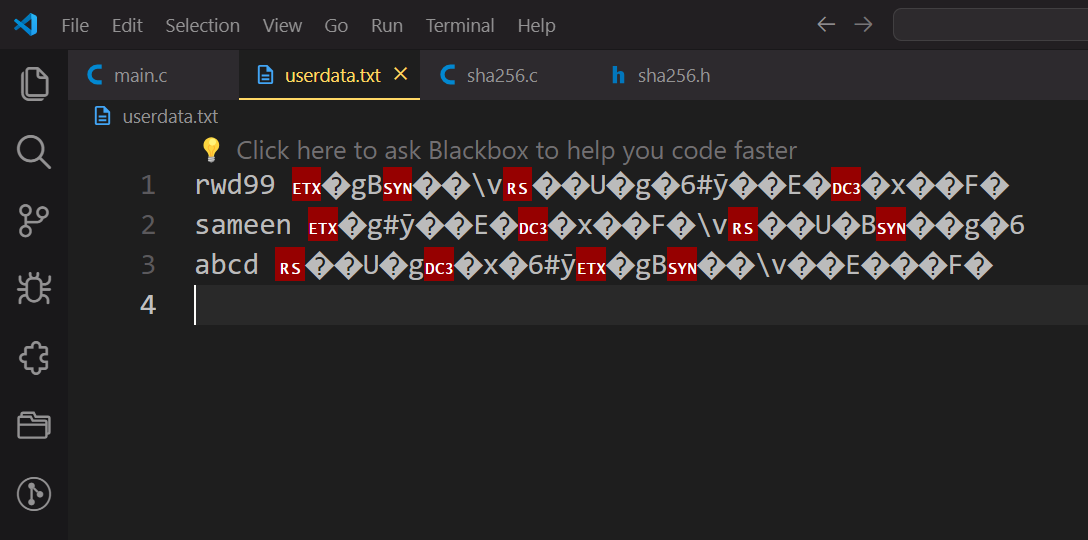 File Edit Selection View Go Run Terminal Help
main.c userdata.txt sha256.c sha256.h
userdata.txt
Click here to ask Blackbox to help you code faster
1 rwd99 ETX�gBSYN��\vRS��U�g�6#ӯ��E�DC3�x��F�
2 sameen ETX�g#ӯ��E�DC3�x��F�\vRS��U�BSYN��g�6
3 abcd RS��U�gDC3�x�6#ӯETX�gBSYN��\v��E���F�
4